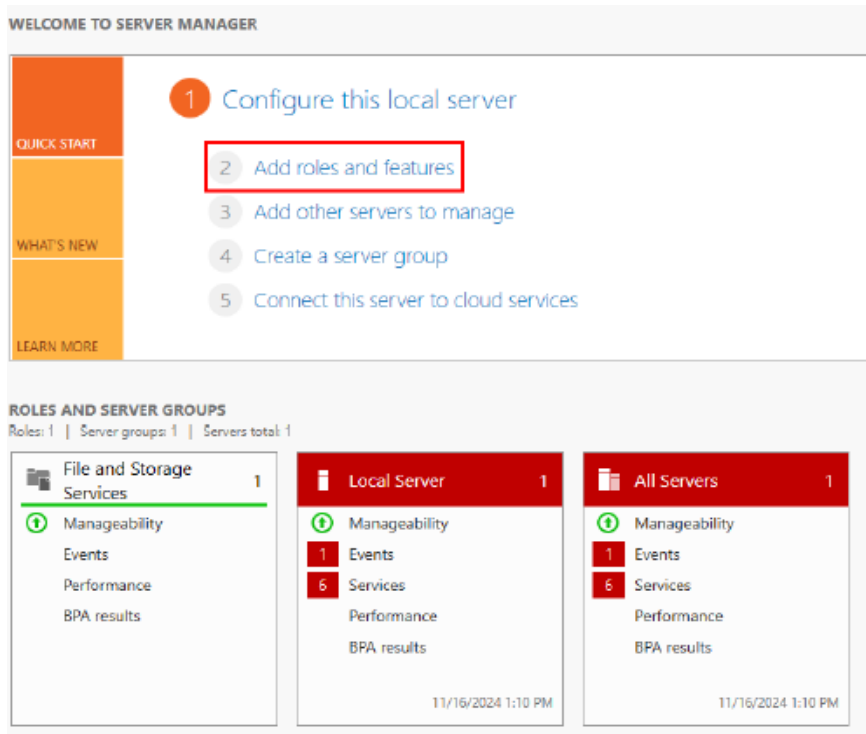 WELCOME TO SERVER MANAGER
QUICK START
WHAT'S NEW
LEARN MORE
1 Configure this local server
2 Add roles and features
3 Add other servers to manage
4 Create a server group
5 Connect this server to cloud services
ROLES AND SERVER GROUPS
Roles: 1 | Server groups: 1 | Servers total: 1
File and Storage
Services
1
Manageability
Events
Performance
BPA results
Local Server 1
Manageability
1 Events
6 Services
Performance
BPA results
11/16/2024 1:10 PM
All Servers 1
Manageability
1 Events
6 Services
Performance
BPA results
11/16/2024 1:10 PM